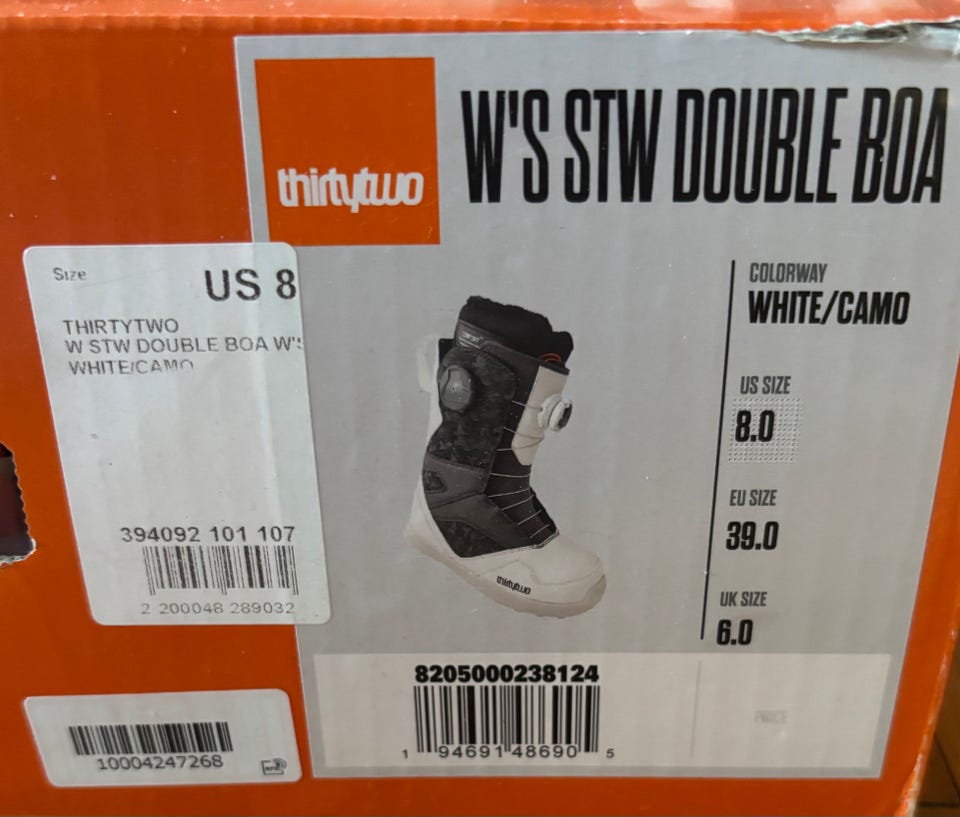 thirtytwo
W'S STW DOUBLE BOA
Size
US 8
THIRTYTWO
W STW DOUBLE BOA W'S
WHITE/CAMO
394092 101 107
2 200048 289032
COLORWAY
WHITE/CAMO
US SIZE
8.0
EU SIZE
39.0
UK SIZE
6.0
thirtytwo
8205000238124
1 94691 48690 5
PRICE
10004247268